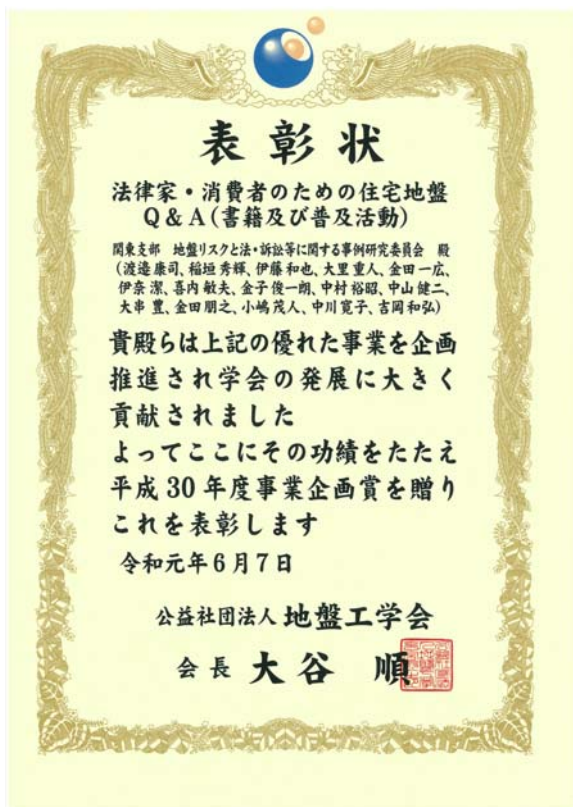 表彰状
法律家・消費者のための住宅地盤
Q&A(書籍及び普及活動)
関東支部 地盤リスクと法・訴訟等に関する事例研究委員会 殿
(渡邉康司、稲垣秀輝、伊藤和也、大里重人、金田一広、
伊奈潔、喜内敏夫、金子俊一朗、中村裕昭、中山健二、
大串豊、金田朋之、小嶋茂人、中川寛子、吉岡和弘)
貴殿らは上記の優れた事業を企画
推進され学会の発展に大きく
貢献されました
よってここにその功績をたたえ
平成30年度事業企画賞を贈り
これを表彰します
令和元年6月7日
公益社団法人 地盤工学会
会長 大谷 順